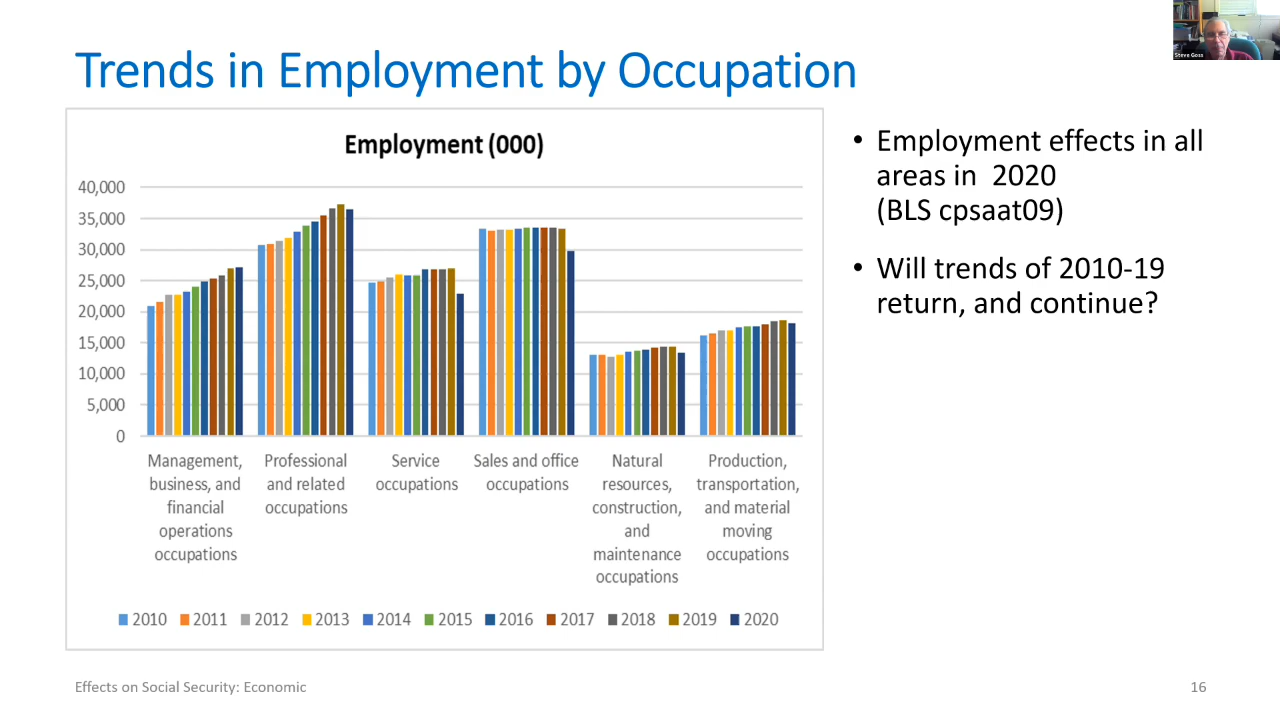 Trends in Employment by Occupation
Steve Goss
Employment (000)
40,000
35,000
30,000
25,000
20,000
15,000
10,000
5,000
0
Management,
business, and
financial
operations
occupations
Professional
and related
occupations
Service
occupations
Sales and office
occupations
Natural
resources,
construction,
and
maintenance
occupations
Production,
transportation,
and material
moving
occupations
2010 2011 2012 2013 2014 2015 2016 2017 2018 2019 2020
• Employment effects in all
areas in 2020
(BLS cpsaat09)
• Will trends of 2010-19
return, and continue?
Effects on Social Security: Economic
16